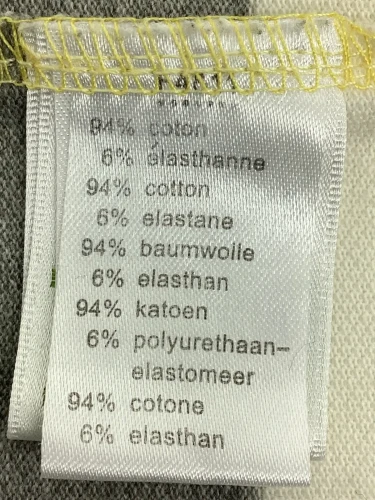 94% coton
6% élasthanne
94% cotton
6% elastane
94% baumwolle
6% elasthan
94% katoen
6% polyurethaan-
elastomeer
94% cotone
6% elasthan